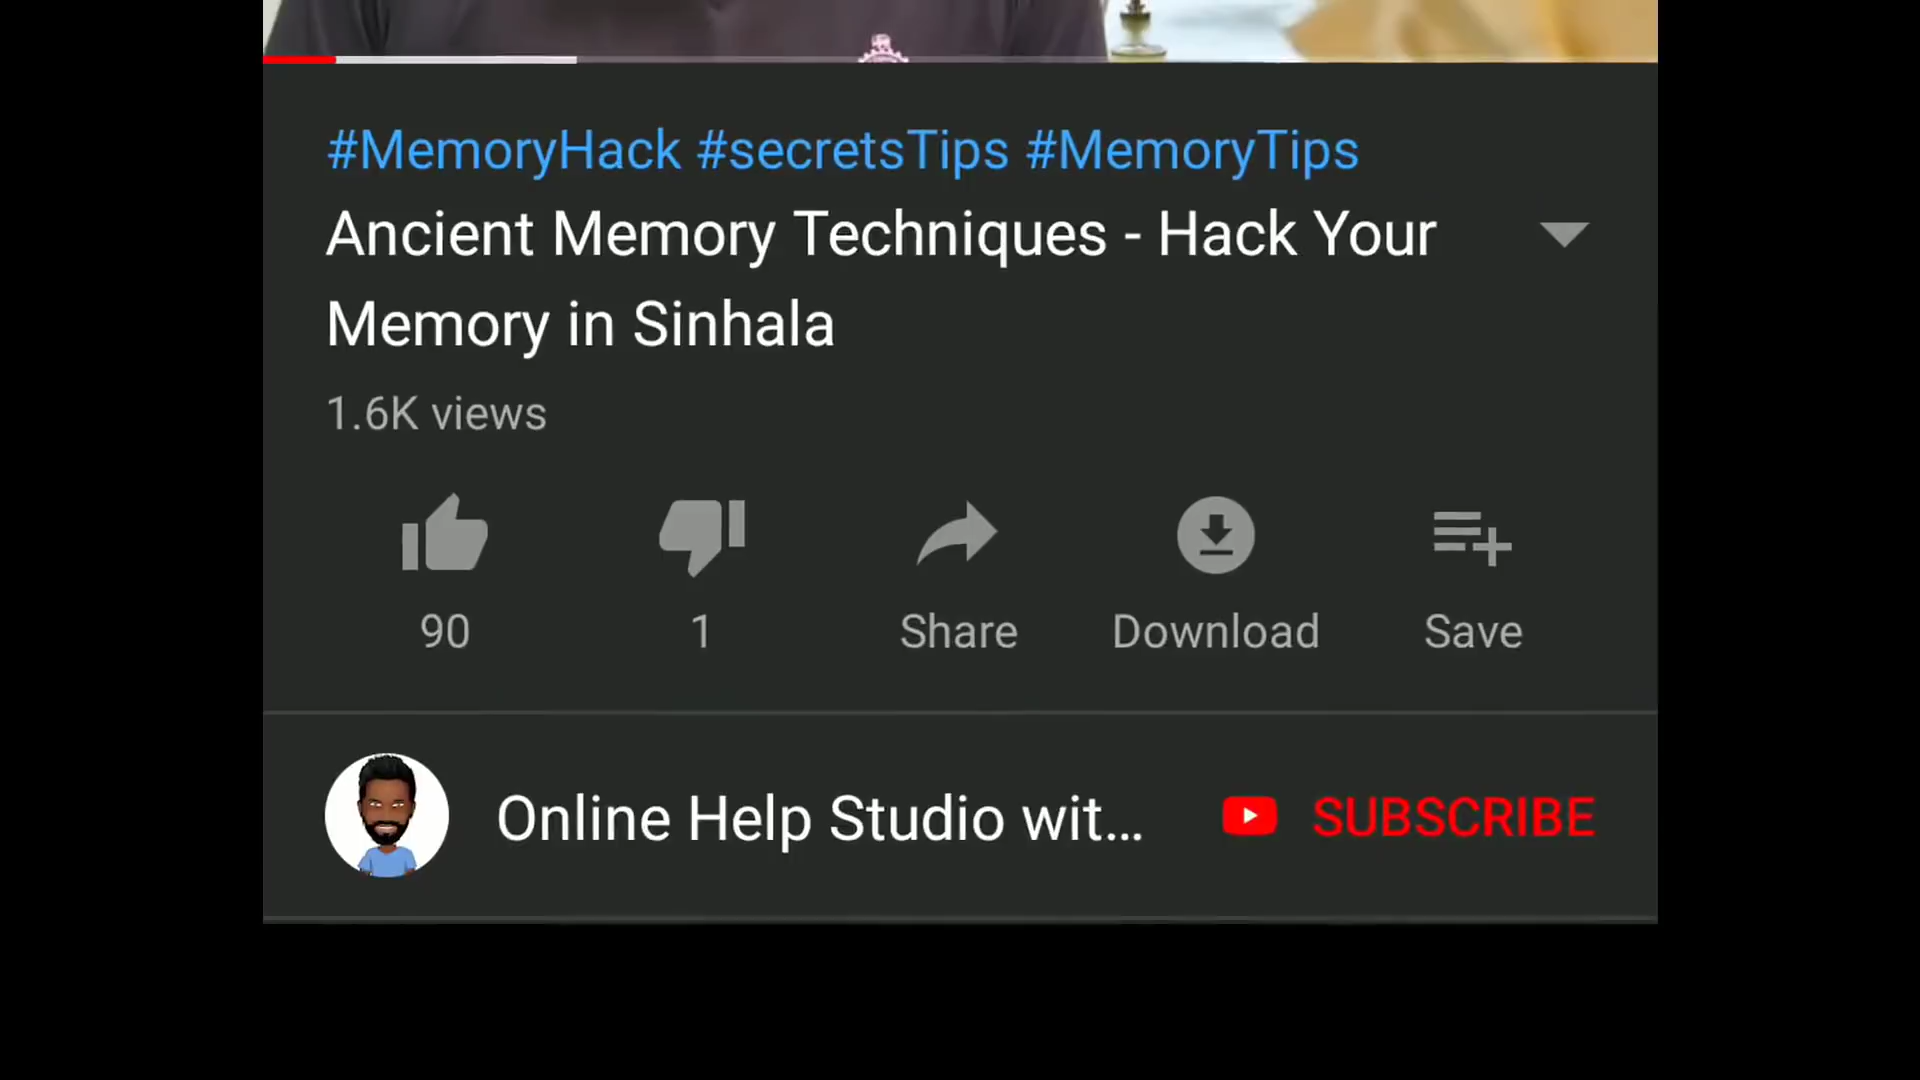 #MemoryHack #secretsTips #MemoryTips
Ancient Memory Techniques - Hack Your
Memory in Sinhala
1.6K views
90
1
Share
Download
Save
Online Help Studio wit...
SUBSCRIBE